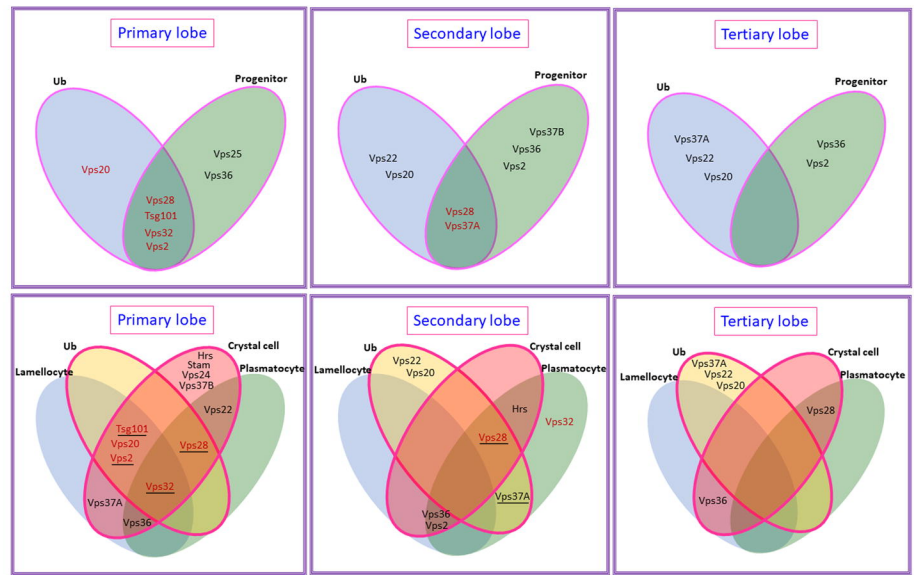 Primary lobe
Ub
Progenitor
Vps25
Vps20
Vps36
Vps28
Tsg101
Vps32
Vps2
Secondary lobe
Ub
Progenitor
Vps37B
Vps36
Vps22
Vps2
Vps20
Vps28
Vps37A
Tertiary lobe
Ub
Progenitor
Vps37A
Vps36
Vps22
Vps2
Vps20
Primary lobe
Ub
Crystal cell
Hrs
Stam
Lamellocyte
Plasmatocyte
Vps24
Vps37B
Vps22
Tsg101
Vps20
Vps28
Vps2
Vps32
Vps37A
Vps36
Secondary lobe
Ub
Crystal cell
Vps22
Lamellocyte
Plasmatocyte
Vps20
Hrs
Vps32
Vps28
Vps37A
Vps36
Vps2
Tertiary lobe
Ub
Crystal cell
Vps37A
Lamellocyte
Plasmatocyte
Vps22
Vps20
Vps28
Vps36